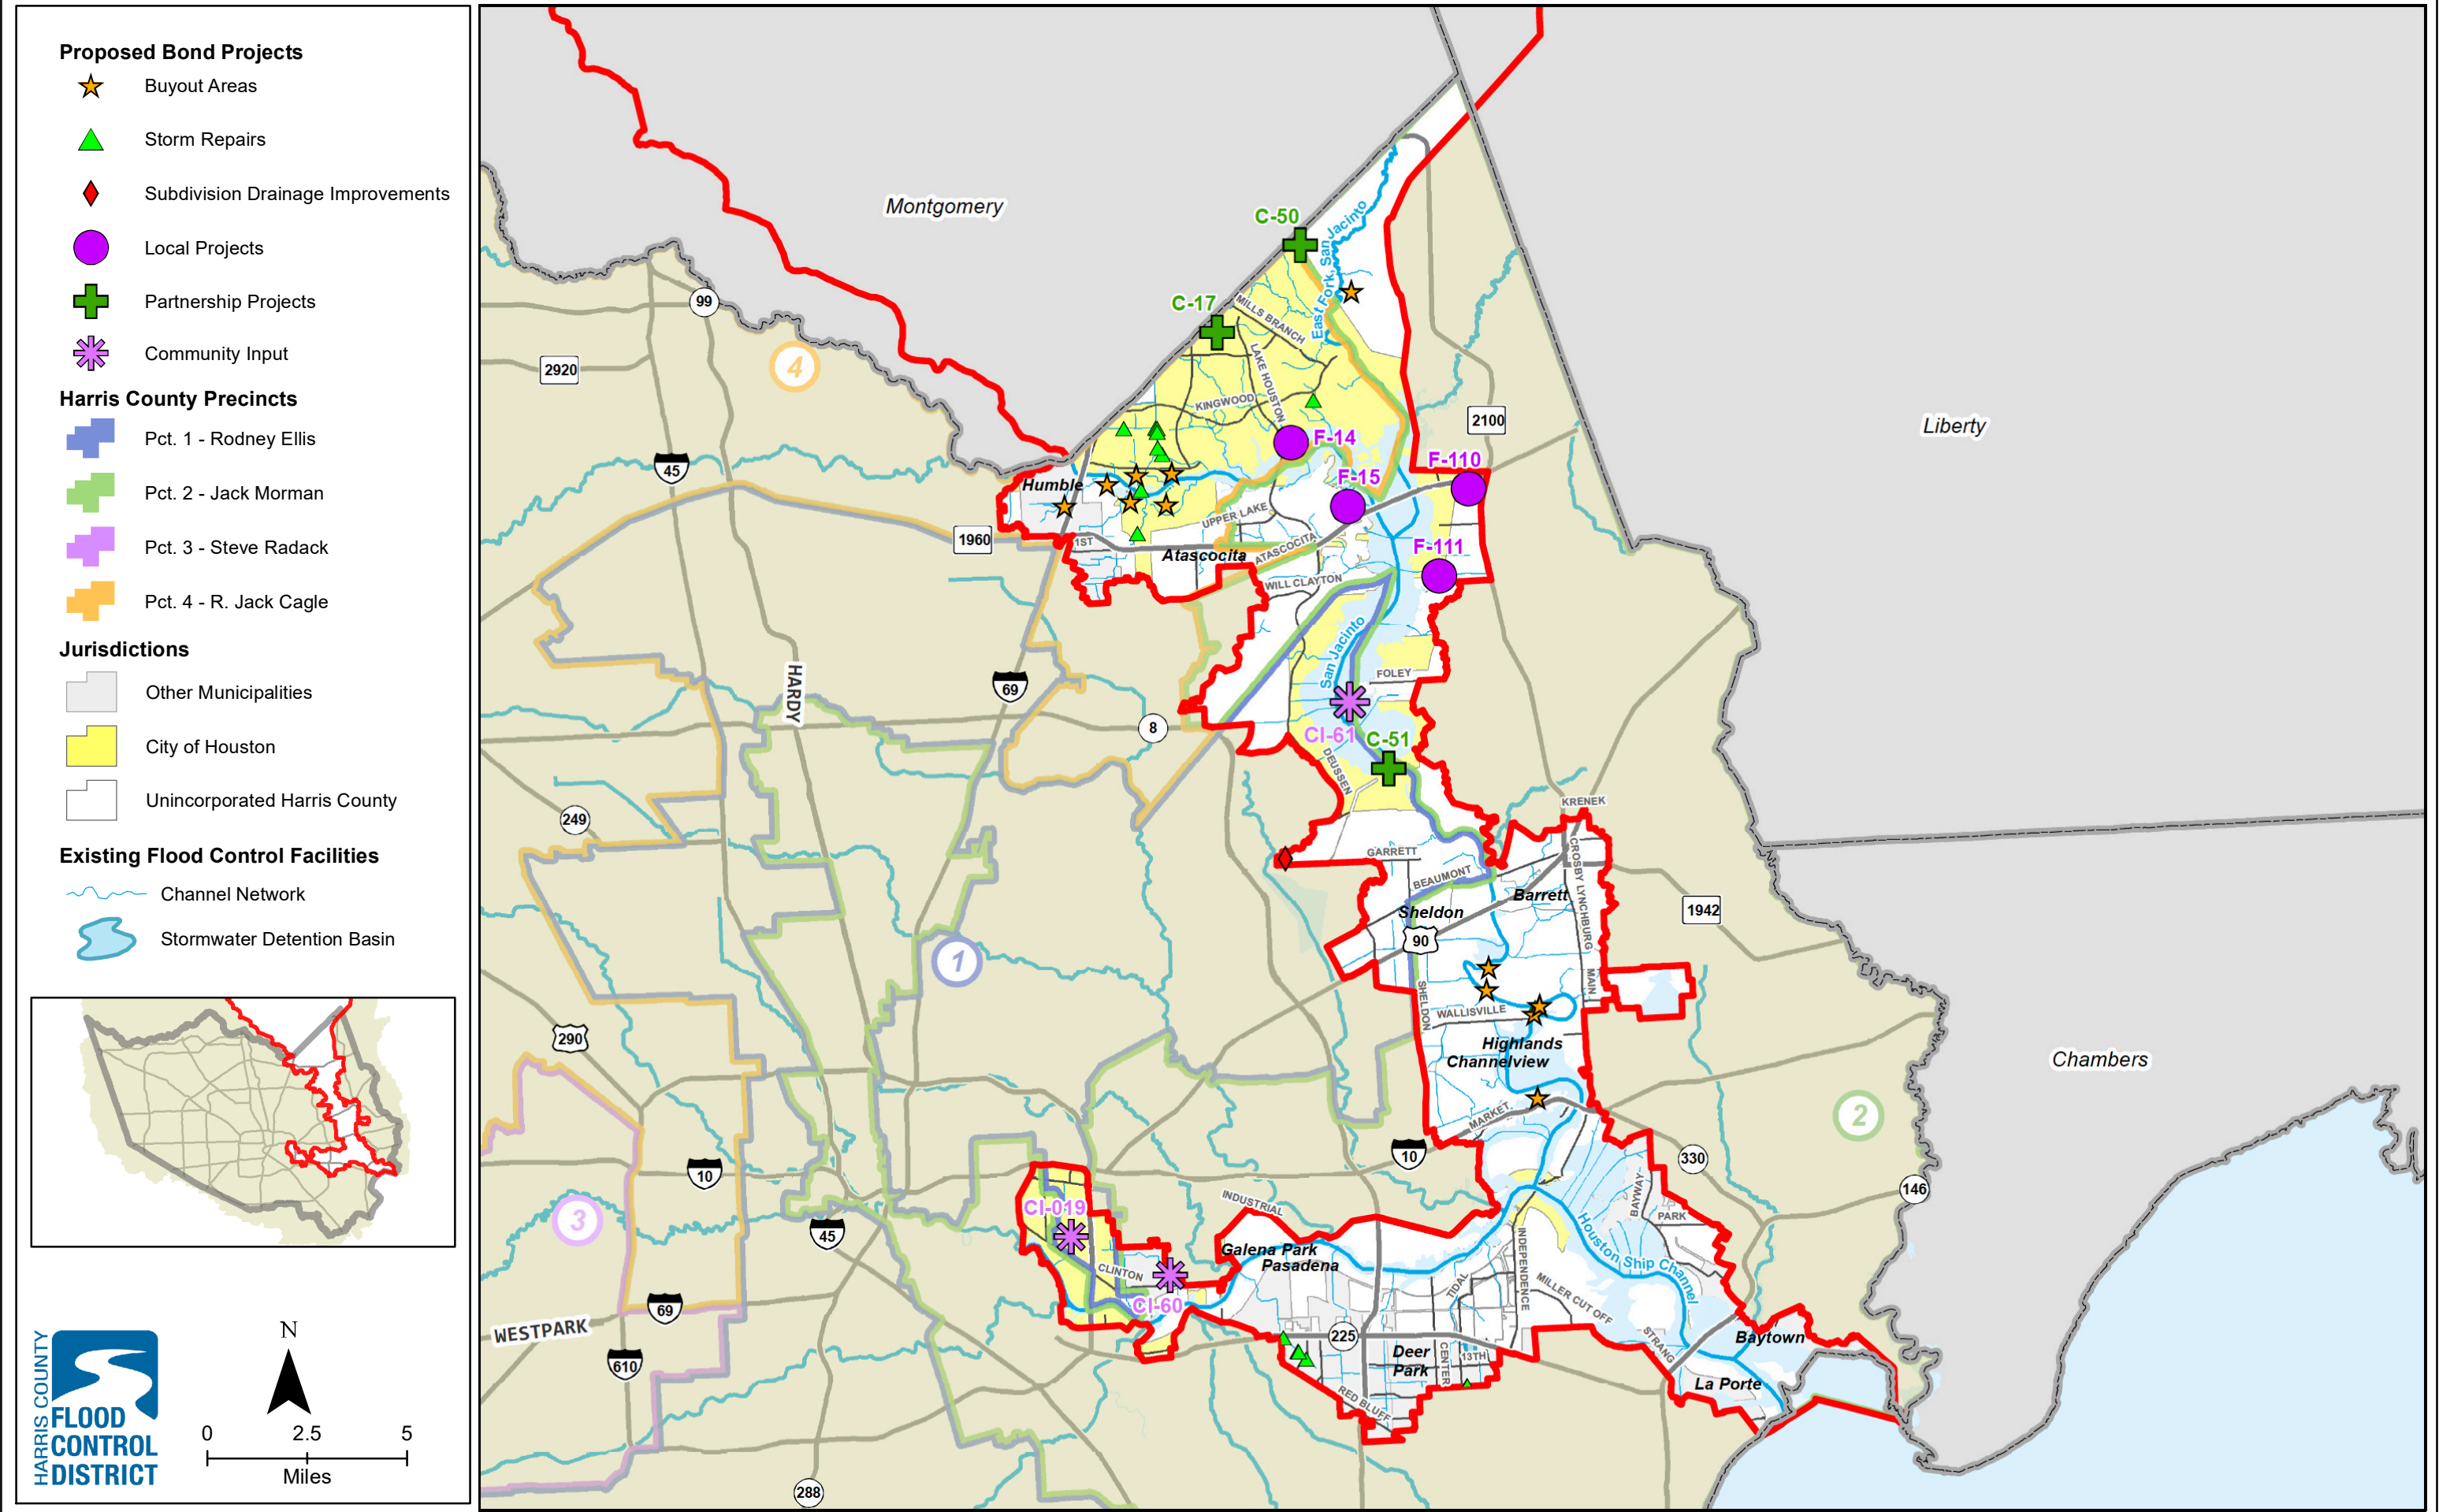 Proposed Bond Projects
Buyout Areas
Storm Repairs
Subdivision Drainage Improvements
Local Projects
Partnership Projects
Community Input
Harris County Precincts
Pct. 1 - Rodney Ellis
Pct. 2 - Jack Morman
Pct. 3 - Steve Radack
Pct. 4 - R. Jack Cagle
Jurisdictions
Other Municipalities
City of Houston
Unincorporated Harris County
Existing Flood Control Facilities
Channel Network
Stormwater Detention Basin
HARRIS COUNTY
FLOOD
CONTROL
DISTRICT
N
0 2.5 5
Miles
Montgomery
C-50
East Fork, San Jacinto
99
C-17
MILLS BRANCH
2920
4
LAKE HOUSTON
KINGWOOD
2100
Liberty
F-14
45
F-110
F-15
Humble
UPPER LAKE
1960
1ST
Atascocita
ATASCOCITA
F-111
WILL CLAYTON
San Jacinto
HARDY
FOLEY
69
8
CI-61
C-51
DEUSSEN
KRENEK
249
GARRETT
CROSBY LYNCHBURG
BEAUMONT
Barrett
Sheldon
1942
90
1
MAIN
SHELDON
WALLISVILLE
290
Highlands
Channelview
Chambers
MARKET
2
10
330
10
BAYWAY
146
CI-019
INDUSTRIAL
PARK
3
45
Galena Park
Pasadena
INDEPENDENCE
Houston Ship Channel
CLINTON
TIDAL
MILLER CUT OFF
CI-60
69
WESTPARK
225
STRANG
Baytown
610
Deer
Park
CENTER
13TH
La Porte
RED BLUFF
288